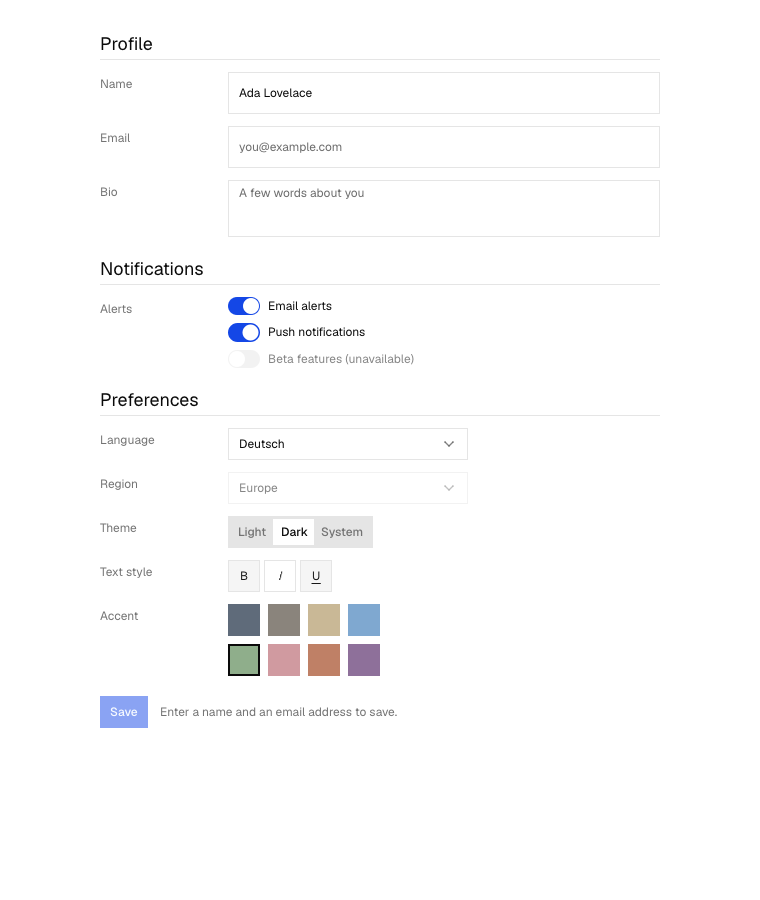 Profile
Name
Ada Lovelace
Email
you@example.com
Bio
A few words about you
Notifications
Alerts
Email alerts
Push notifications
Beta features (unavailable)
Preferences
Language
Deutsch
Region
Europe
Theme
Light Dark System
Text style
B I U
Accent
Save
Enter a name and an email address to save.